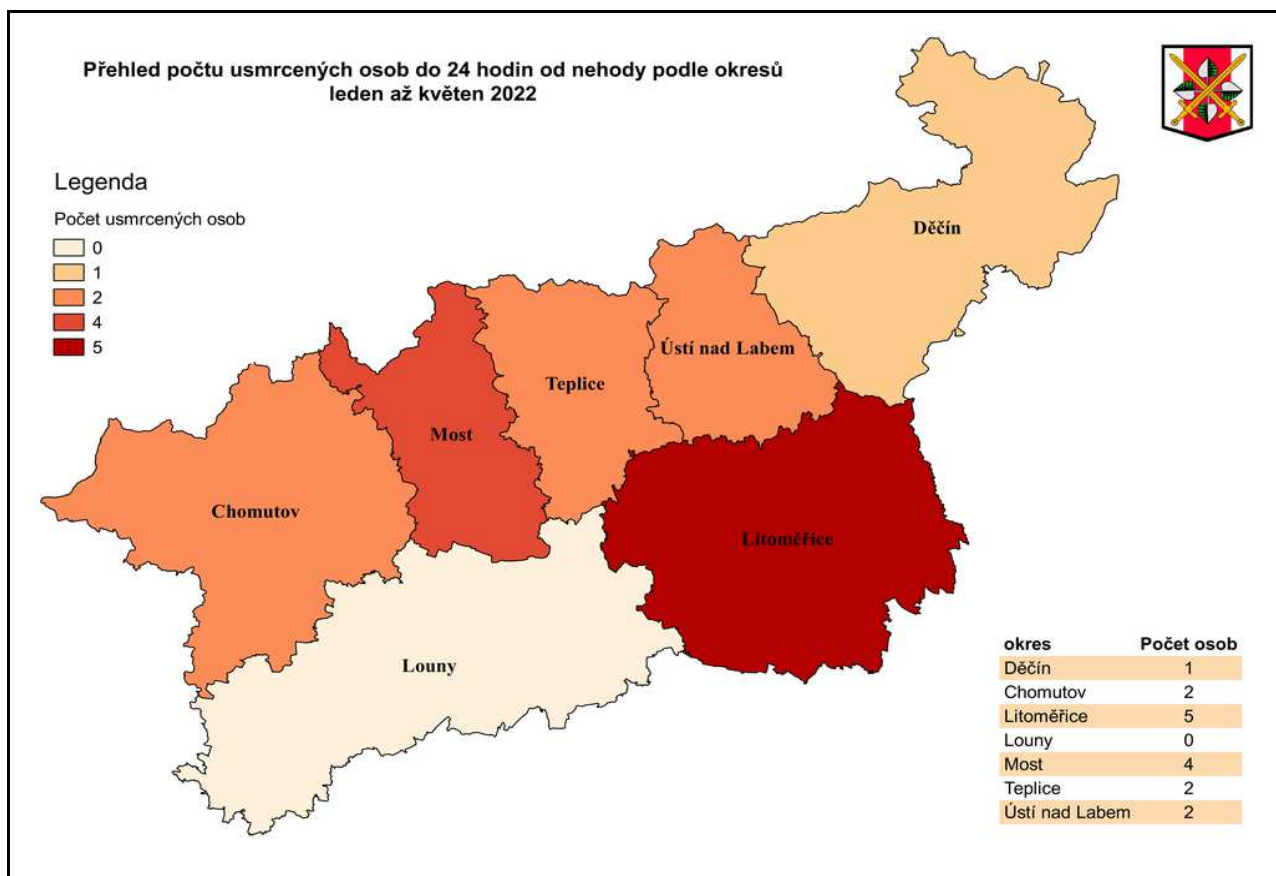 Přehled počtu usmrcených osob do 24 hodin od nehody podle okresů
leden až květen 2022
Legenda
Počet usmrcených osob
0
1
2
4
5
Děčín
Ústí nad Labem
Teplice
Most
Chomutov
Litoměřice
Louny
okres Počet osob
Děčín 1
Chomutov 2
Litoměřice 5
Louny 0
Most 4
Teplice 2
Ústí nad Labem 2